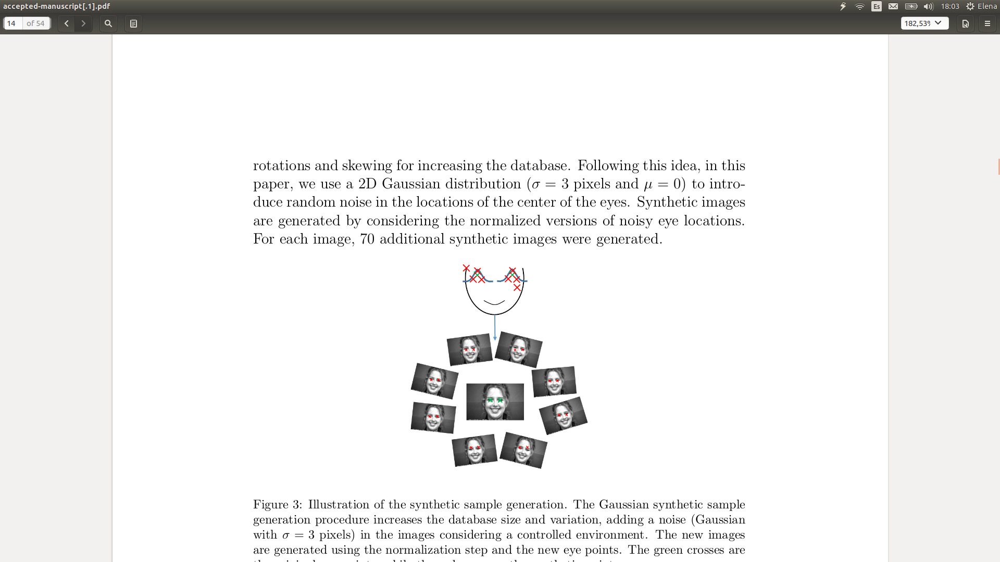 accepted-manuscript[.1].pdf
Es
18:03
Elena
14
of 54
182,53%
rotations and skewing for increasing the database. Following this idea, in this
paper, we use a 2D Gaussian distribution (σ = 3 pixels and μ = 0) to intro-
duce random noise in the locations of the center of the eyes. Synthetic images
are generated by considering the normalized versions of noisy eye locations.
For each image, 70 additional synthetic images were generated.
Figure 3: Illustration of the synthetic sample generation. The Gaussian synthetic sample
generation procedure increases the database size and variation, adding a noise (Gaussian
with σ = 3 pixels) in the images considering a controlled environment. The new images
are generated using the normalization step and the new eye points. The green crosses are